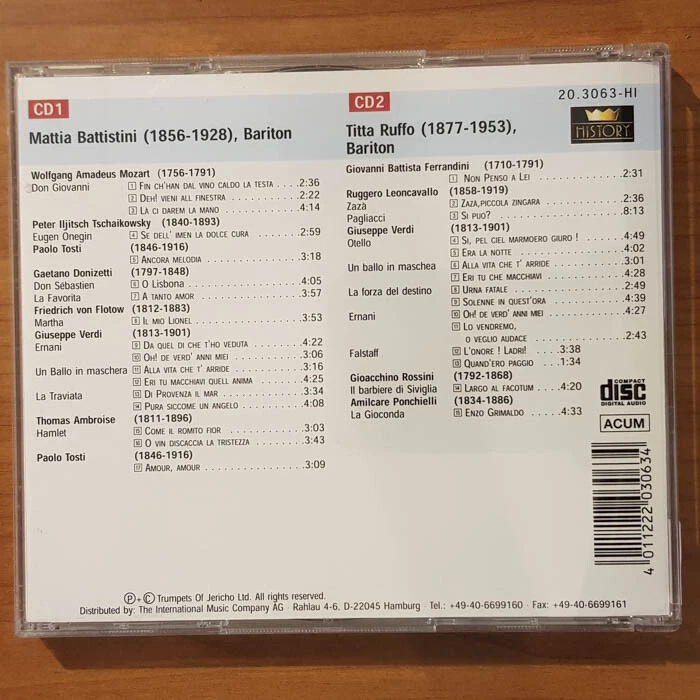 CD1
Mattia Battistini (1856-1928), Bariton
Wolfgang Amadeus Mozart (1756-1791)
Don Giovanni 1 FIN CH'HAN DAL VINO CALDO LA TESTA ....2:36
2 DEH! VIENI ALL FINESTRA ........2:22
3 LA CI DAREM LA MANO ........4:14
Peter Iljitsch Tschaikowsky (1840-1893)
Eugen Onegin 4 SE DELL' IMEN LA DOLCE CURA ........2:59
Paolo Tosti (1846-1916)
5 ANCORA MELODIA ........3:18
Gaetano Donizetti (1797-1848)
Don Sébastien 6 O LISBONA ........4:05
La Favorita 7 A TANTO AMOR ........3:57
Friedrich von Flotow (1812-1883)
Martha 8 IL MIO LIONEL ........3:53
Giuseppe Verdi (1813-1901)
Ernani 9 DA QUEL DI CHE T'HO VEDUTA ........4:22
10 OH! DE VERD' ANNI MIEI ........3:06
Un Ballo in maschera 11 ALLA VITA CHE T' ARRIDE ........3:16
12 ERI TU MACCHIAVI QUELL ANIMA ........4:25
La Traviata 13 DI PROVENZA IL MAR ........3:34
14 PURA SICCOME UN ANGELO ........4:08
Thomas Ambroise (1811-1896)
Hamlet 15 COME IL ROMITO FIOR ........3:03
16 O VIN DISCACCIA LA TRISTEZZA ........3:43
Paolo Tosti (1846-1916)
17 AMOUR, AMOUR ........3:09
CD2
20.3063-HI
HISTORY
Titta Ruffo (1877-1953),
Bariton
Giovanni Battista Ferrandini (1710-1791)
1 NON PENSO A LEI ........2:31
Ruggero Leoncavallo (1858-1919)
Zazà 2 ZAZA,PICCOLA ZINGARA ........2:36
Pagliacci 3 SI PUO? ........8:13
Giuseppe Verdi (1813-1901)
Otello 4 SI, PEL CIEL MARMOERO GIURO ! ........4:49
5 ERA LA NOTTE ........4:02
Un ballo in maschea 6 ALLA VITA CHE T' ARRIDE ........3:01
7 ERI TU CHE MACCHIAVI ........4:28
La forza del destino 8 URNA FATALE ........2:49
9 SOLENNE IN QUEST'ORA ........4:39
Ernani 10 OH! DE VERD' ANNI MIEI ........4:27
11 LO VENDREMO,
O VEGLIO AUDACE ........2:43
Falstaff 12 L'ONORE ! LADRI! ...3:38
13 QUAND'ERO PAGGIO ...1:34
Gioacchino Rossini (1792-1868)
Il barbiere di Siviglia 14 LARGO AL FACOTUM ...4:20
Amilcare Ponchielli (1834-1886)
La Gioconda 15 ENZO GRIMALDO ........4:33
COMPACT
disc
DIGITAL AUDIO
ACUM
4 011222 030634
Ⓟ+© Trumpets Of Jericho Ltd. All rights reserved.
Distributed by: The International Music Company AG · Rahlau 4-6, D-22045 Hamburg · Tel.: +49-40-6699160 · Fax: +49-40-6699161